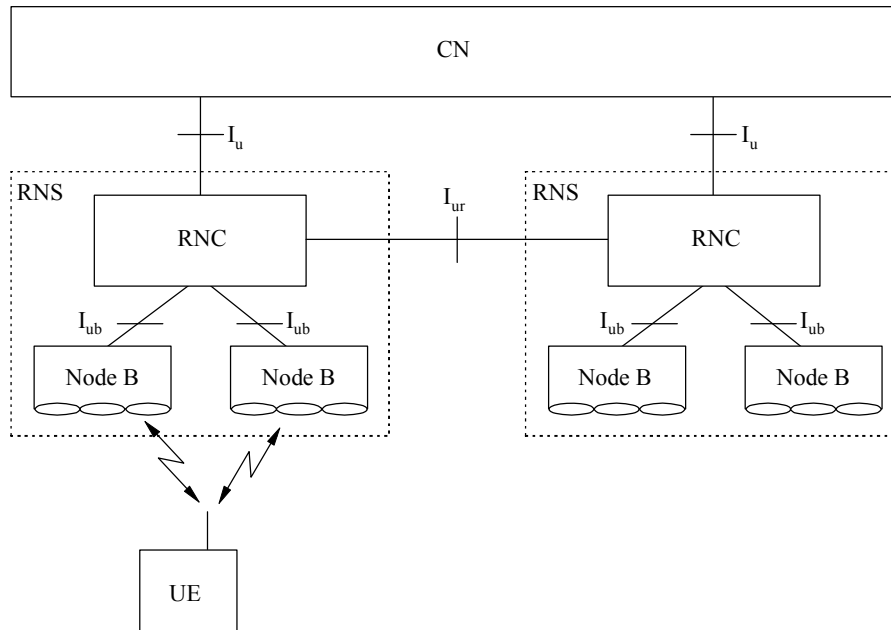 CN
Iu
Iu
RNS
RNC
Iur
RNS
RNC
Iub
Iub
Iub
Iub
Node B
Node B
Node B
Node B
UE